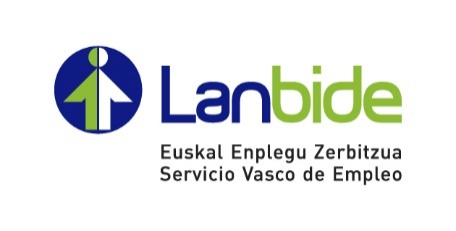 Lanbide
Euskal Enplegu Zerbitzua
Servicio Vasco de Empleo